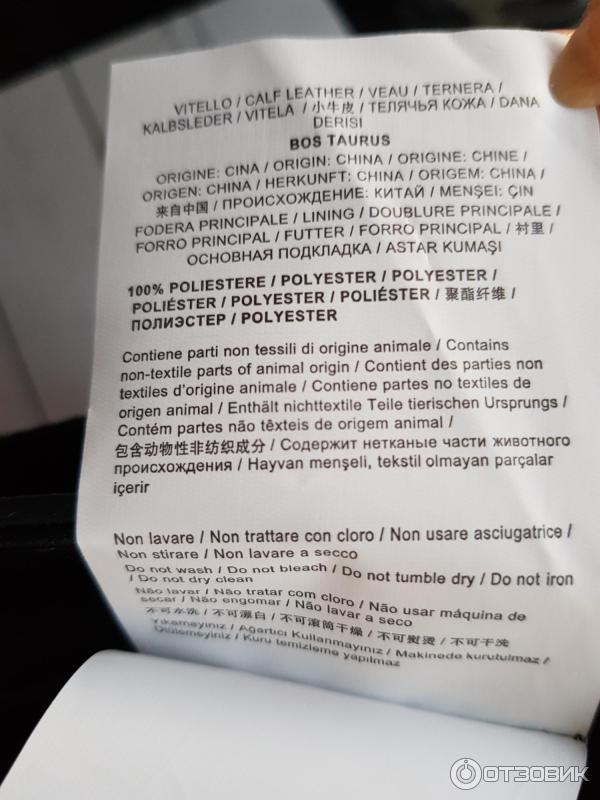 VITELLO / CALF LEATHER / VEAU / TERNERA /
KALBSLEDER / VITELA / 小牛皮 / ТЕЛЯЧЬЯ КОЖА / DANA
DERISI
BOS TAURUS
ORIGINE: CINA / ORIGIN: CHINA / ORIGINE: CHINE /
ORIGEN: CHINA / HERKUNFT: CHINA / ORIGEM: CHINA /
来自中国 / ПРОИСХОЖДЕНИЕ: КИТАЙ / MENŞEI: ÇIN
FODERA PRINCIPALE / LINING / DOUBLURE PRINCIPALE /
FORRO PRINCIPAL / FUTTER / FORRO PRINCIPAL / 衬里 /
ОСНОВНАЯ ПОДКЛАДКА / ASTAR KUMAŞI
100% POLIESTERE / POLYESTER / POLYESTER /
POLIÉSTER / POLYESTER / POLIÉSTER / 聚酯纤维 /
ПОЛИЭСТЕР / POLYESTER
Contiene parti non tessili di origine animale / Contains
non-textile parts of animal origin / Contient des parties non
textiles d'origine animale / Contiene partes no textiles de
origen animal / Enthält nichttextile Teile tierischen Ursprungs /
Contém partes não têxteis de origem animal /
包含动物性非纺织成分 / Содержит нетканые части животного
происхождения / Hayvan menşeli, tekstil olmayan parçalar
içerir
Non lavare / Non trattare con cloro / Non usare asciugatrice /
Non stirare / Non lavare a secco
Do not wash / Do not bleach / Do not tumble dry / Do not iron
/ Do not dry clean
Não lavar / Não tratar com cloro / Não usar máquina de
secar / Não engomar / Não lavar a seco
不可水洗 / 不可漂白 / 不可滚筒干燥 / 不可熨烫 / 不可干洗
Yıkamayınız / Ağartıcı Kullanmayınız / Makinede kurutulmaz /
Ütülemeyiniz / Kuru temizleme yapılmaz
ОТЗОВИК